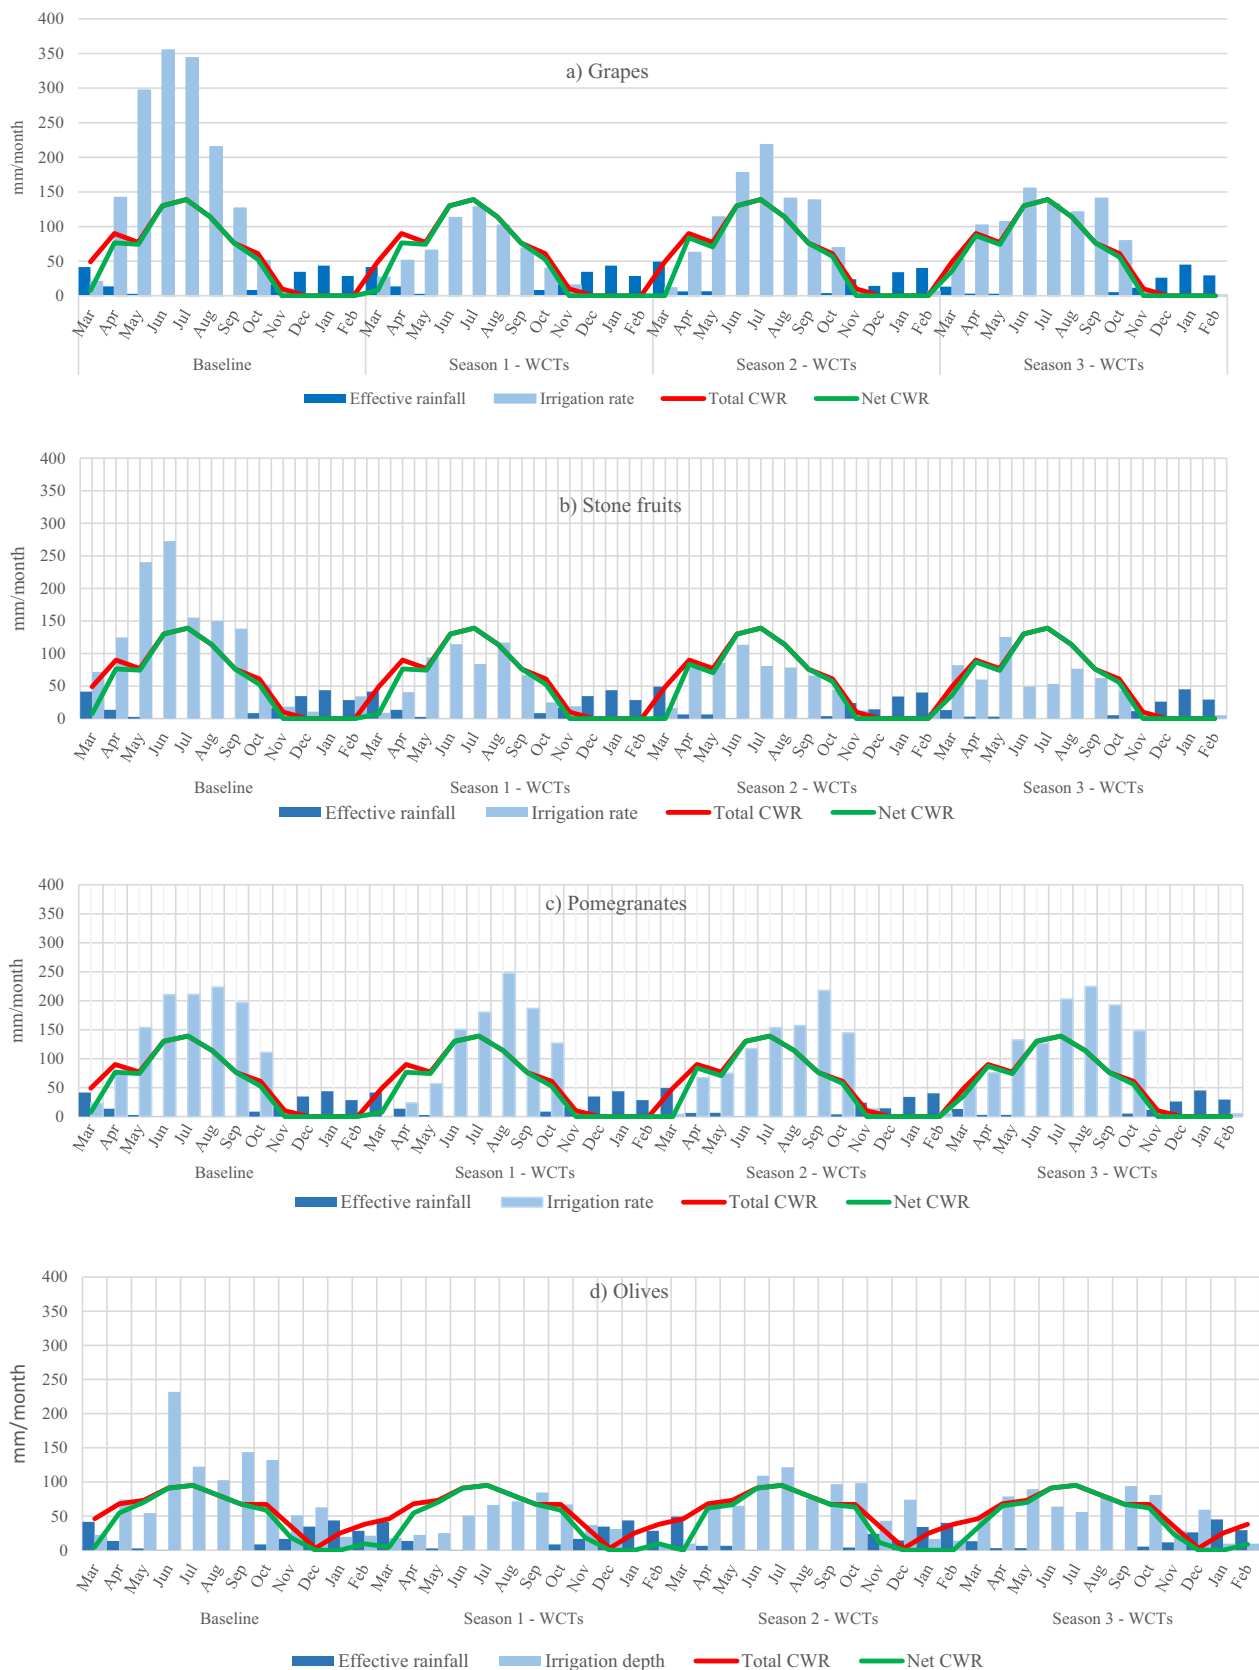 a) Grapes
mm/month
400
350
300
250
200
150
100
50
0
Mar Apr May Jun Jul Aug Sep Oct Nov Dec Jan Feb Mar Apr May Jun Jul Aug Sep Oct Nov Dec Jan Feb Mar Apr May Jun Jul Aug Sep Oct Nov Dec Jan Feb Mar Apr May Jun Jul Aug Sep Oct Nov Dec Jan Feb
Baseline Season 1 - WCTs Season 2 - WCTs Season 3 - WCTs
Effective rainfall Irrigation rate Total CWR Net CWR
b) Stone fruits
mm/month
400
350
300
250
200
150
100
50
0
Mar Apr May Jun Jul Aug Sep Oct Nov Dec Jan Feb Mar Apr May Jun Jul Aug Sep Oct Nov Dec Jan Feb Mar Apr May Jun Jul Aug Sep Oct Nov Dec Jan Feb Mar Apr May Jun Jul Aug Sep Oct Nov Dec Jan Feb
Baseline Season 1 - WCTs Season 2 - WCTs Season 3 - WCTs
Effective rainfall Irrigation rate Total CWR Net CWR
c) Pomegranates
mm/month
400
350
300
250
200
150
100
50
0
Mar Apr May Jun Jul Aug Sep Oct Nov Dec Jan Feb Mar Apr May Jun Jul Aug Sep Oct Nov Dec Jan Feb Mar Apr May Jun Jul Aug Sep Oct Nov Dec Jan Feb Mar Apr May Jun Jul Aug Sep Oct Nov Dec Jan Feb
Baseline Season 1 - WCTs Season 2 - WCTs Season 3 - WCTs
Effective rainfall Irrigation rate Total CWR Net CWR
d) Olives
mm/month
400
350
300
250
200
150
100
50
0
Mar Apr May Jun Jul Aug Sep Oct Nov Dec Jan Feb Mar Apr May Jun Jul Aug Sep Oct Nov Dec Jan Feb Mar Apr May Jun Jul Aug Sep Oct Nov Dec Jan Feb Mar Apr May Jun Jul Aug Sep Oct Nov Dec Jan Feb
Baseline Season 1 - WCTs Season 2 - WCTs Season 3 - WCTs
Effective rainfall Irrigation depth Total CWR Net CWR